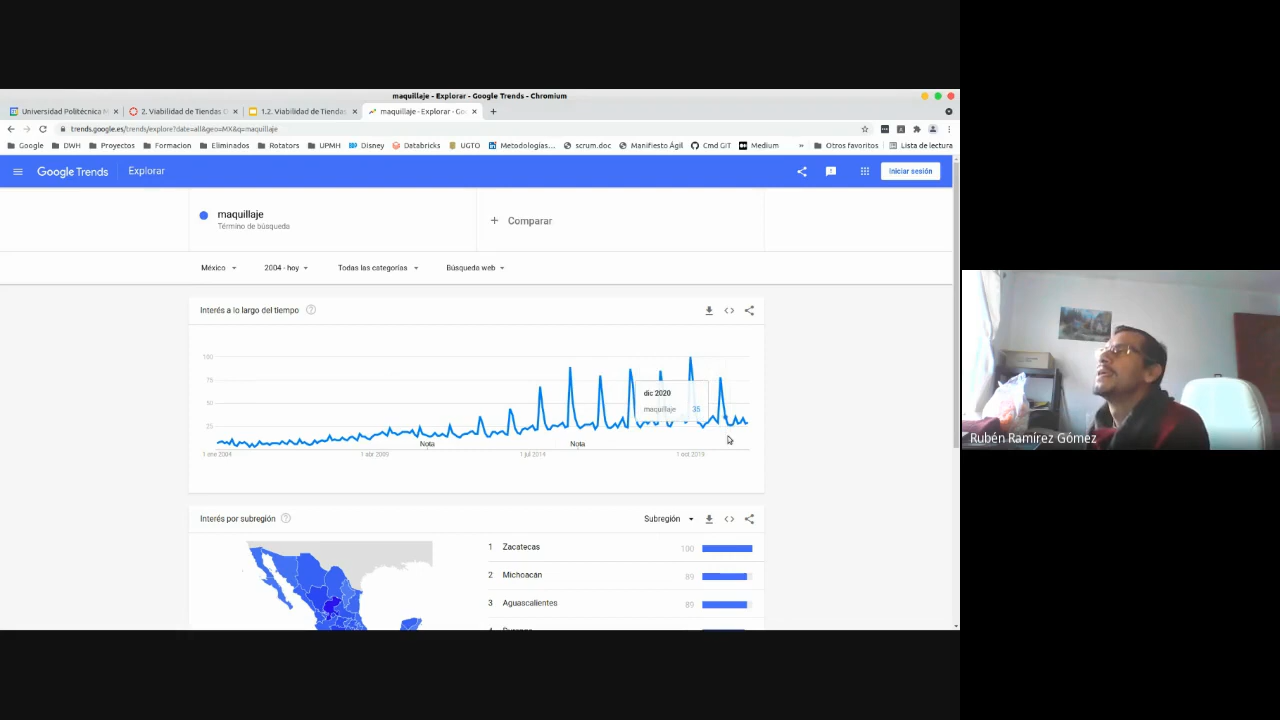 maquillaje - Explorar - Google Trends - Chromium
Universidad Politécnica M
2. Viabilidad de Tiendas O
1.2. Viabilidad de Tiendas
maquillaje - Explorar - Go
trends.google.es/trends/explore?date=all&geo=MX&q=maquillaje
Google DWH Proyectos Formacion Eliminados Rotators UPMH Disney Databricks UGTO Metodologías... scrum.doc Manifiesto Ágil Cmd GIT Medium » Otros favoritos Lista de lectura
Google Trends Explorar
Iniciar sesión
maquillaje
Término de búsqueda
+ Comparar
México
2004 - hoy
Todas las categorías
Búsqueda web
Interés a lo largo del tiempo
100
75
50
25
dic 2020
maquillaje 35
Nota
Nota
1 ene 2004
1 jul 2014
1 oct 2019
Rubén Ramírez Gómez
Interés por subregión
Subregión
1 Zacatecas 100
2 Michoacán 89
3 Aguascalientes 89